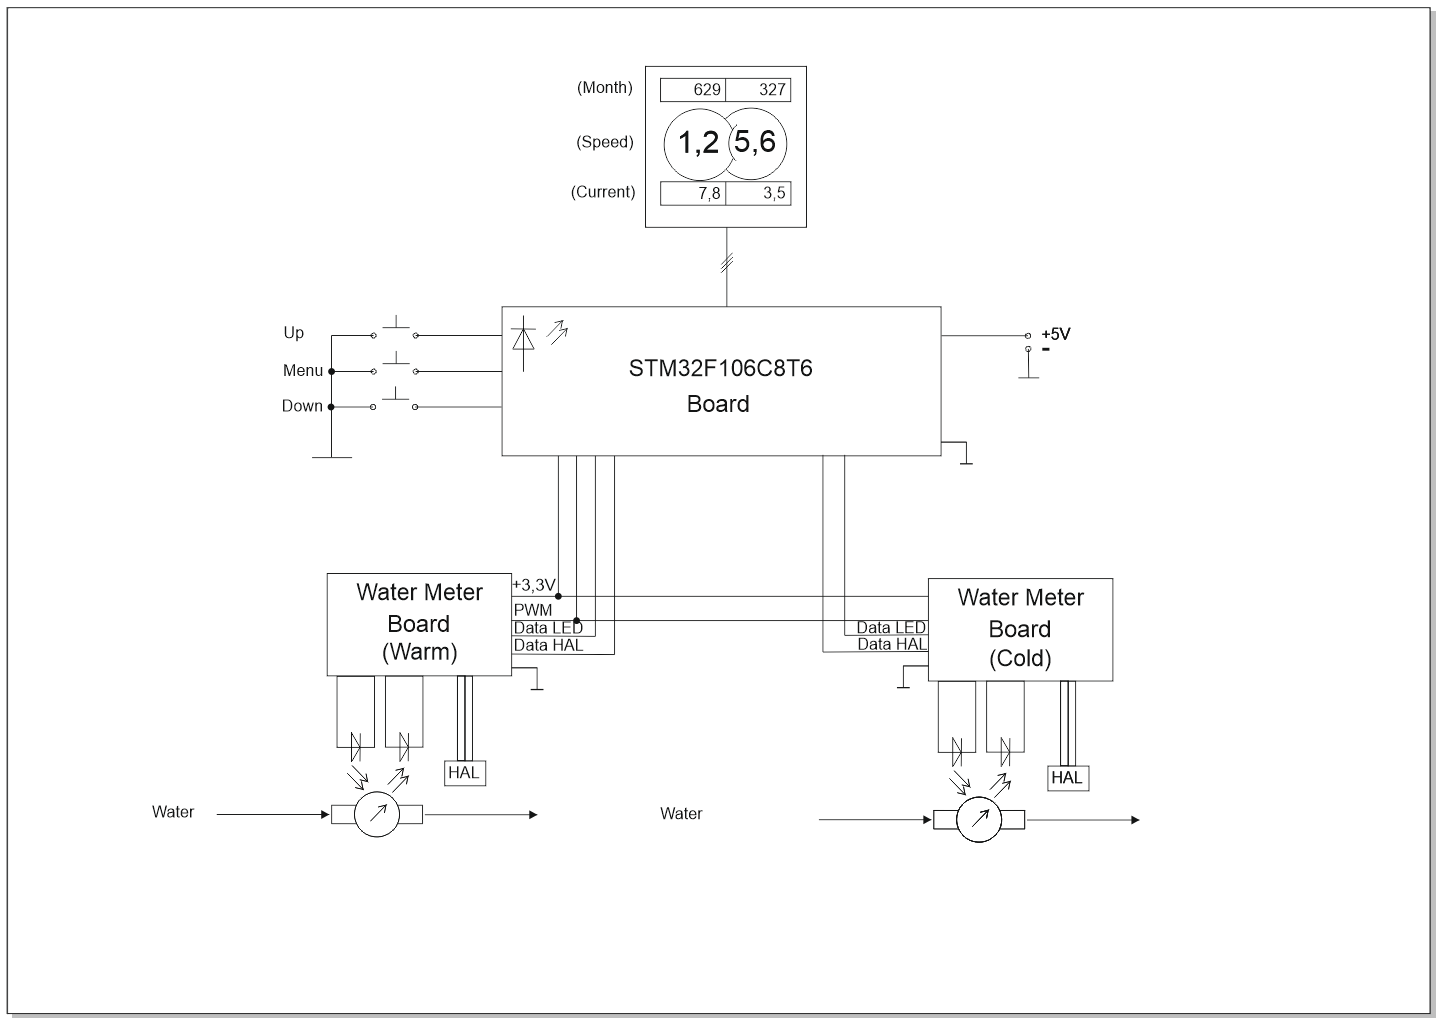 (Month) 629 327
(Speed) 1,2 5,6
(Current) 7,8 3,5
Up
Menu
Down
STM32F106C8T6
Board
+5V
-
Water Meter
Board
(Warm)
+3,3V
PWM
Data LED
Data HAL
Data LED
Data HAL
Water Meter
Board
(Cold)
HAL
HAL
Water
Water